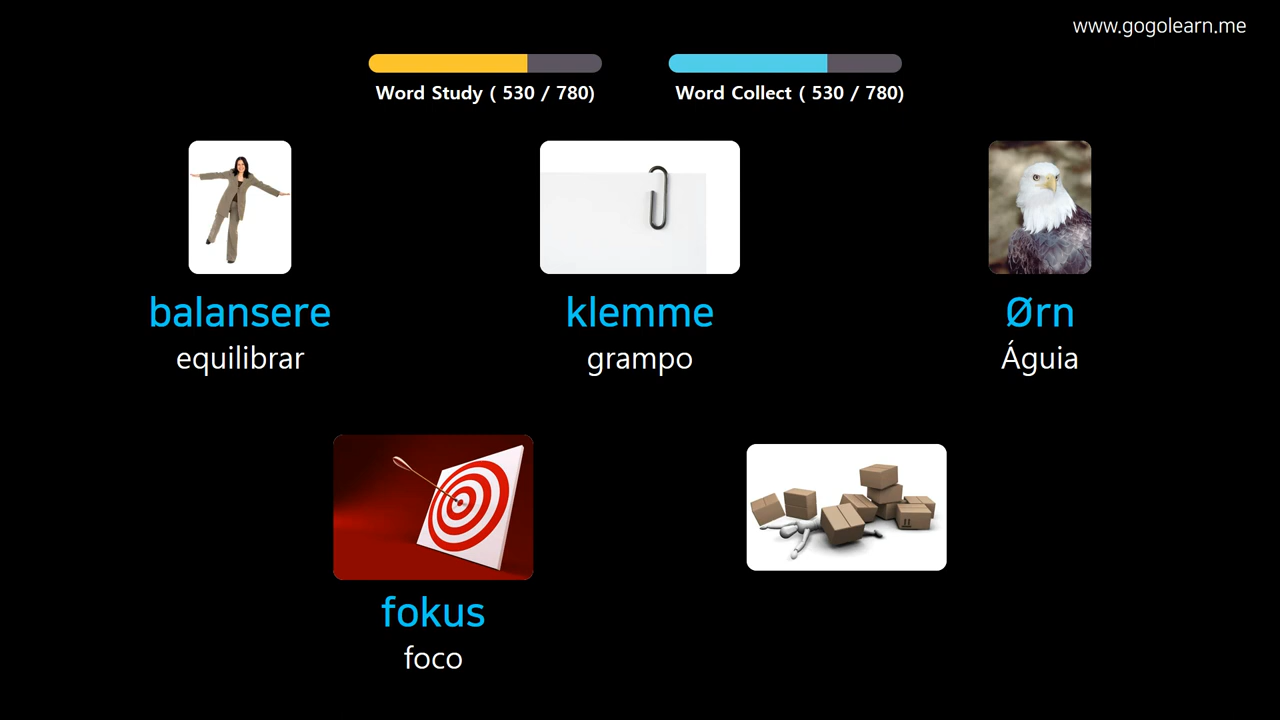 www.gogolearn.me
Word Study ( 530 / 780)
Word Collect ( 530 / 780)
balansere
equilibrar
klemme
grampo
Ørn
Águia
fokus
foco